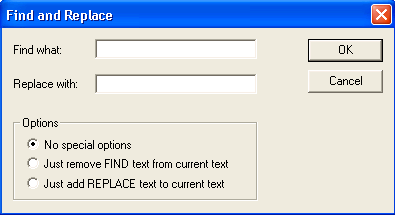 Find and Replace
Find what:
OK
Replace with:
Cancel
Options
No special options
Just remove FIND text from current text
Just add REPLACE text to current text